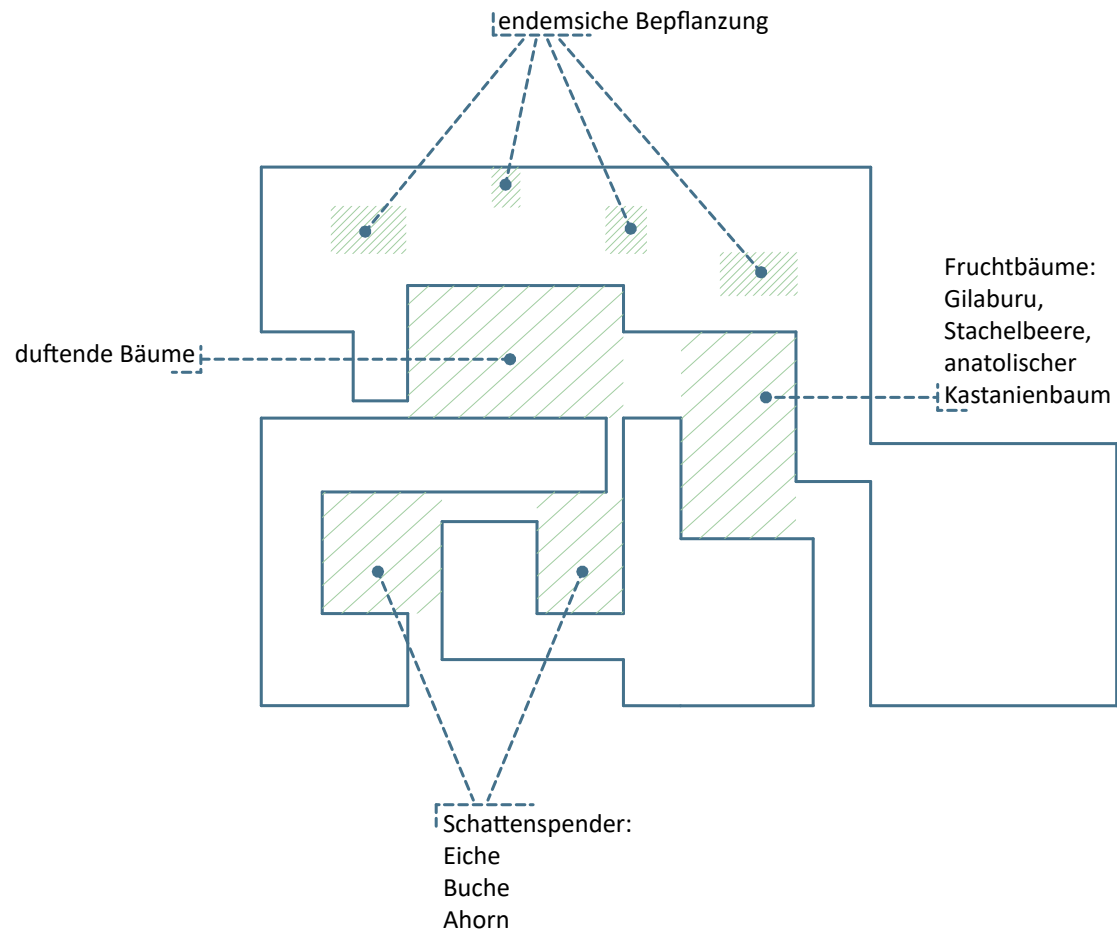 endemsiche Bepflanzung
Fruchtbäume:
Gilaburu,
Stachelbeere,
anatolischer
Kastanienbaum
duftende Bäume
Schattenspender:
Eiche
Buche
Ahorn